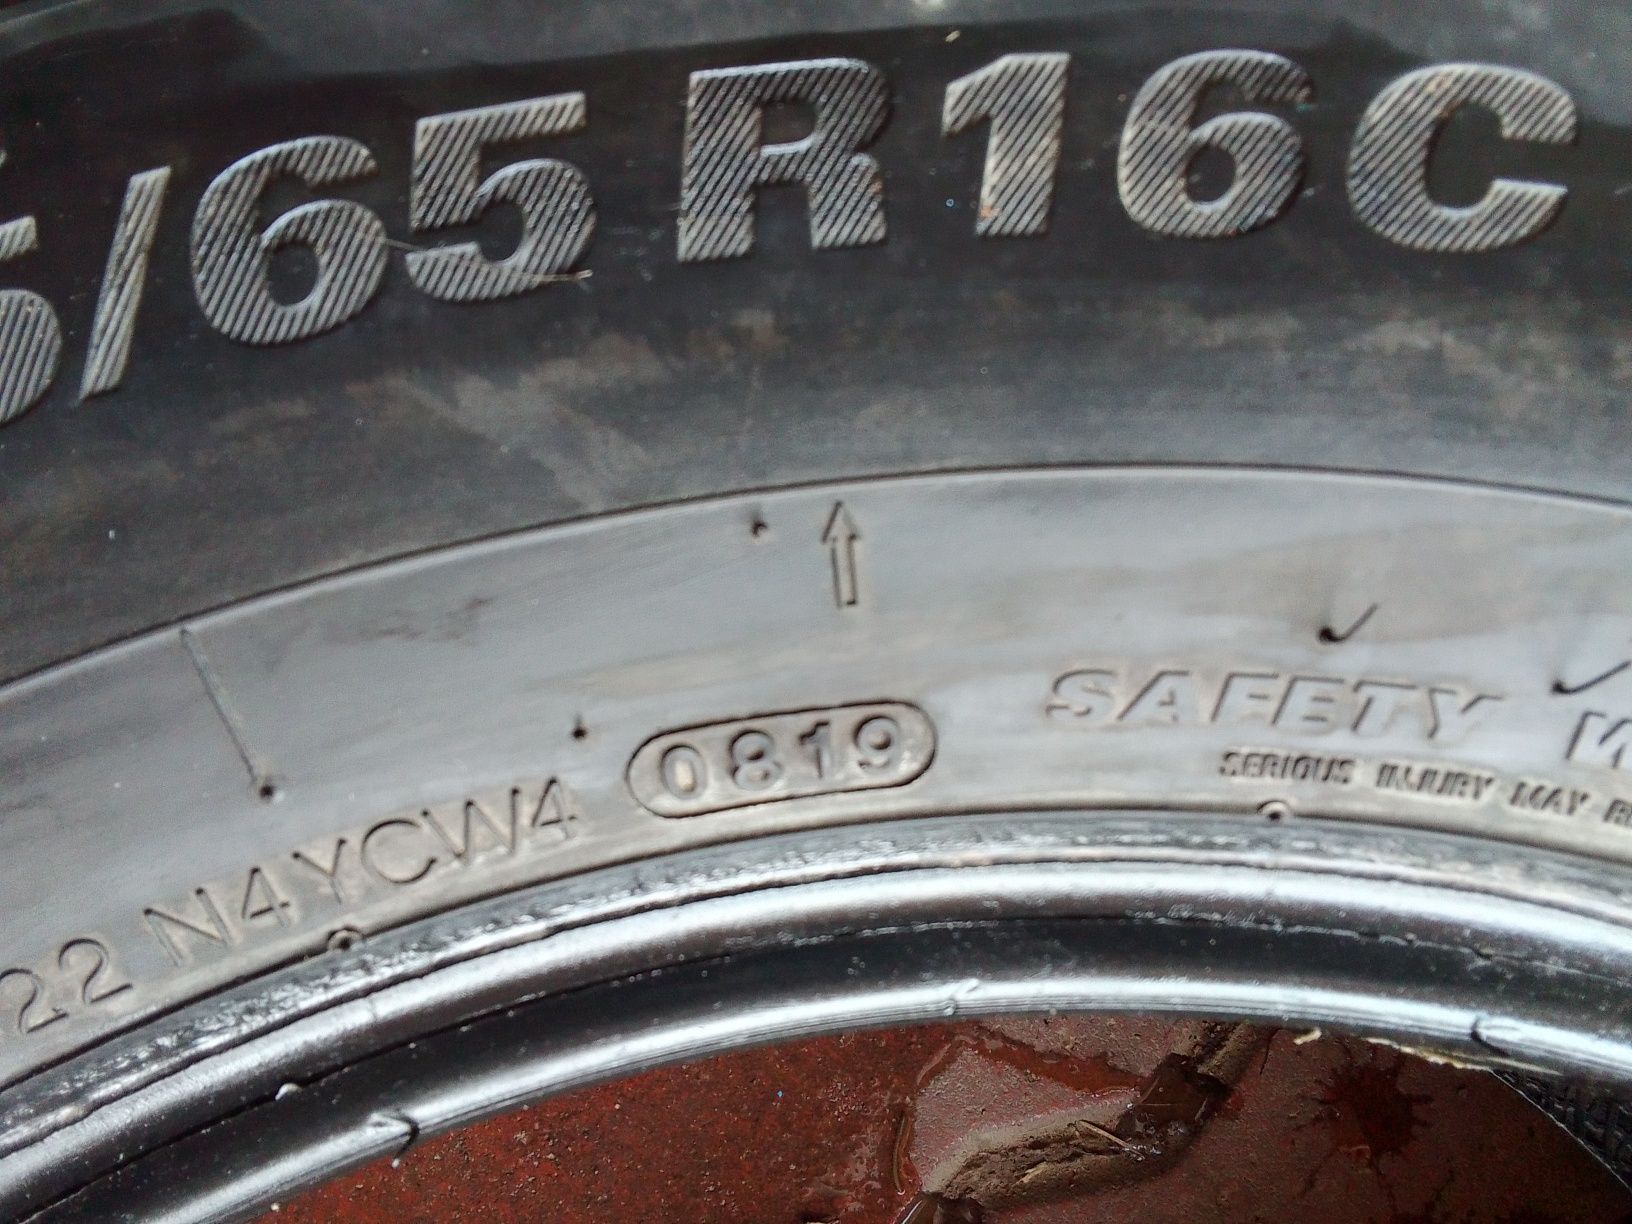 5/65 R16C
22 N4YCW4 0819
SAFETY
SERIOUS INJURY MAY